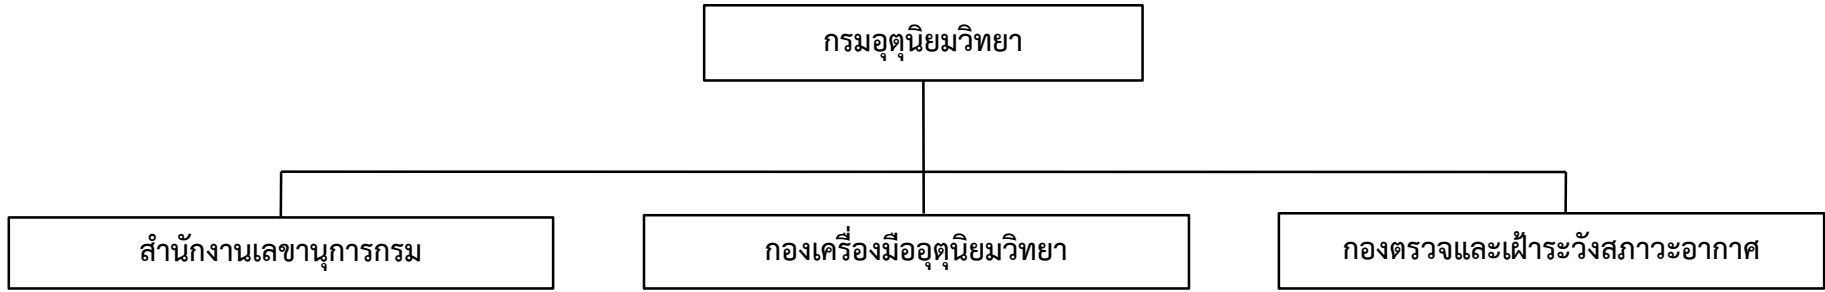 กรมอุตุนิยมวิทยา
สำนักงานเลขานุการกรม
กองเครื่องมืออุตุนิยมวิทยา
กองตรวจและเฝ้าระวังสภาวะอากาศ